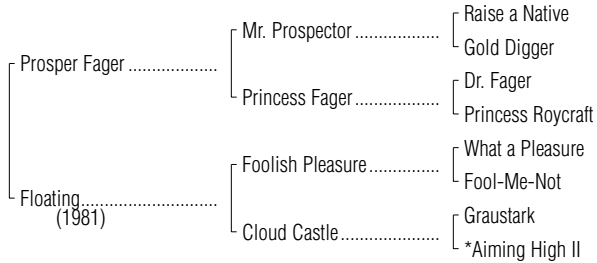 Raise a Native
Mr. Prospector ...................
Gold Digger
Prosper Fager ....................
Dr. Fager
Princess Fager ...................
Princess Roycraft
What a Pleasure
Foolish Pleasure ................
Fool-Me-Not
Floating...............................
(1981)
Graustark
Cloud Castle ......................
*Aiming High II